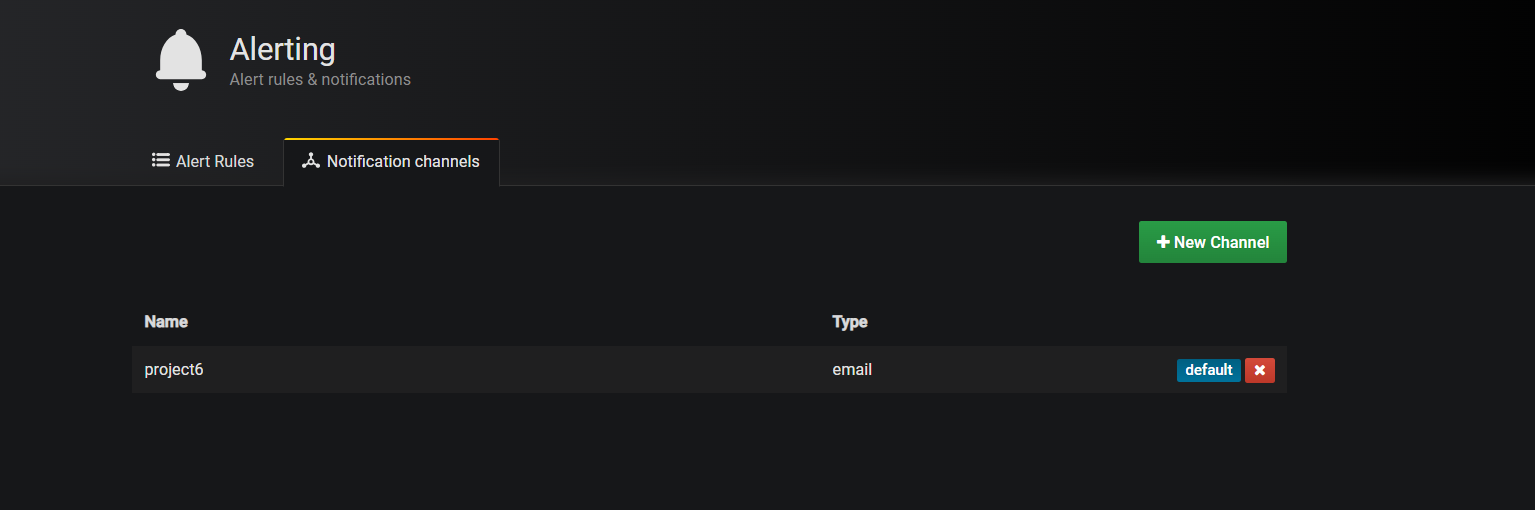 Alerting
Alert rules & notifications
Alert Rules
Notification channels
New Channel
Name Type
project6 email default